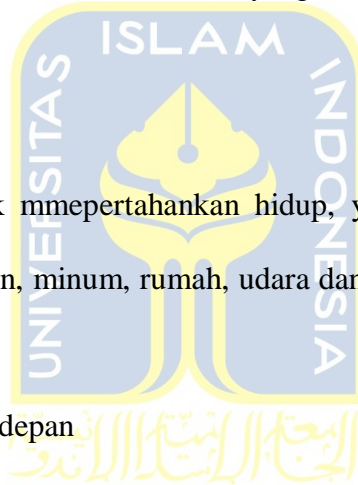 ISLAM
UNIVERSITAS
INDONESIA
k mmepertahankan hidup, y
n, minum, rumah, udara dan
depan